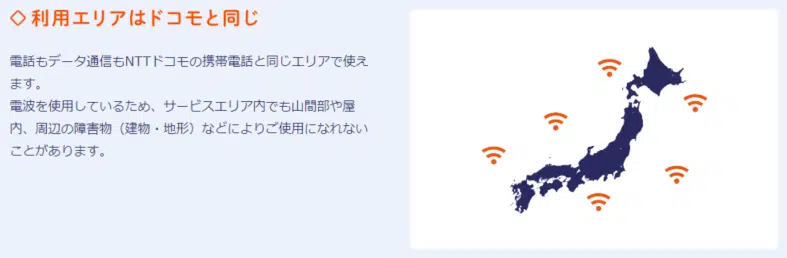 ◇ 利用エリアはドコモと同じ
電話もデータ通信もNTTドコモの携帯電話と同じエリアで使え
ます。
電波を使用しているため、サービスエリア内でも山間部や屋
内、周辺の障害物（建物・地形）などによりご使用になれない
ことがあります。